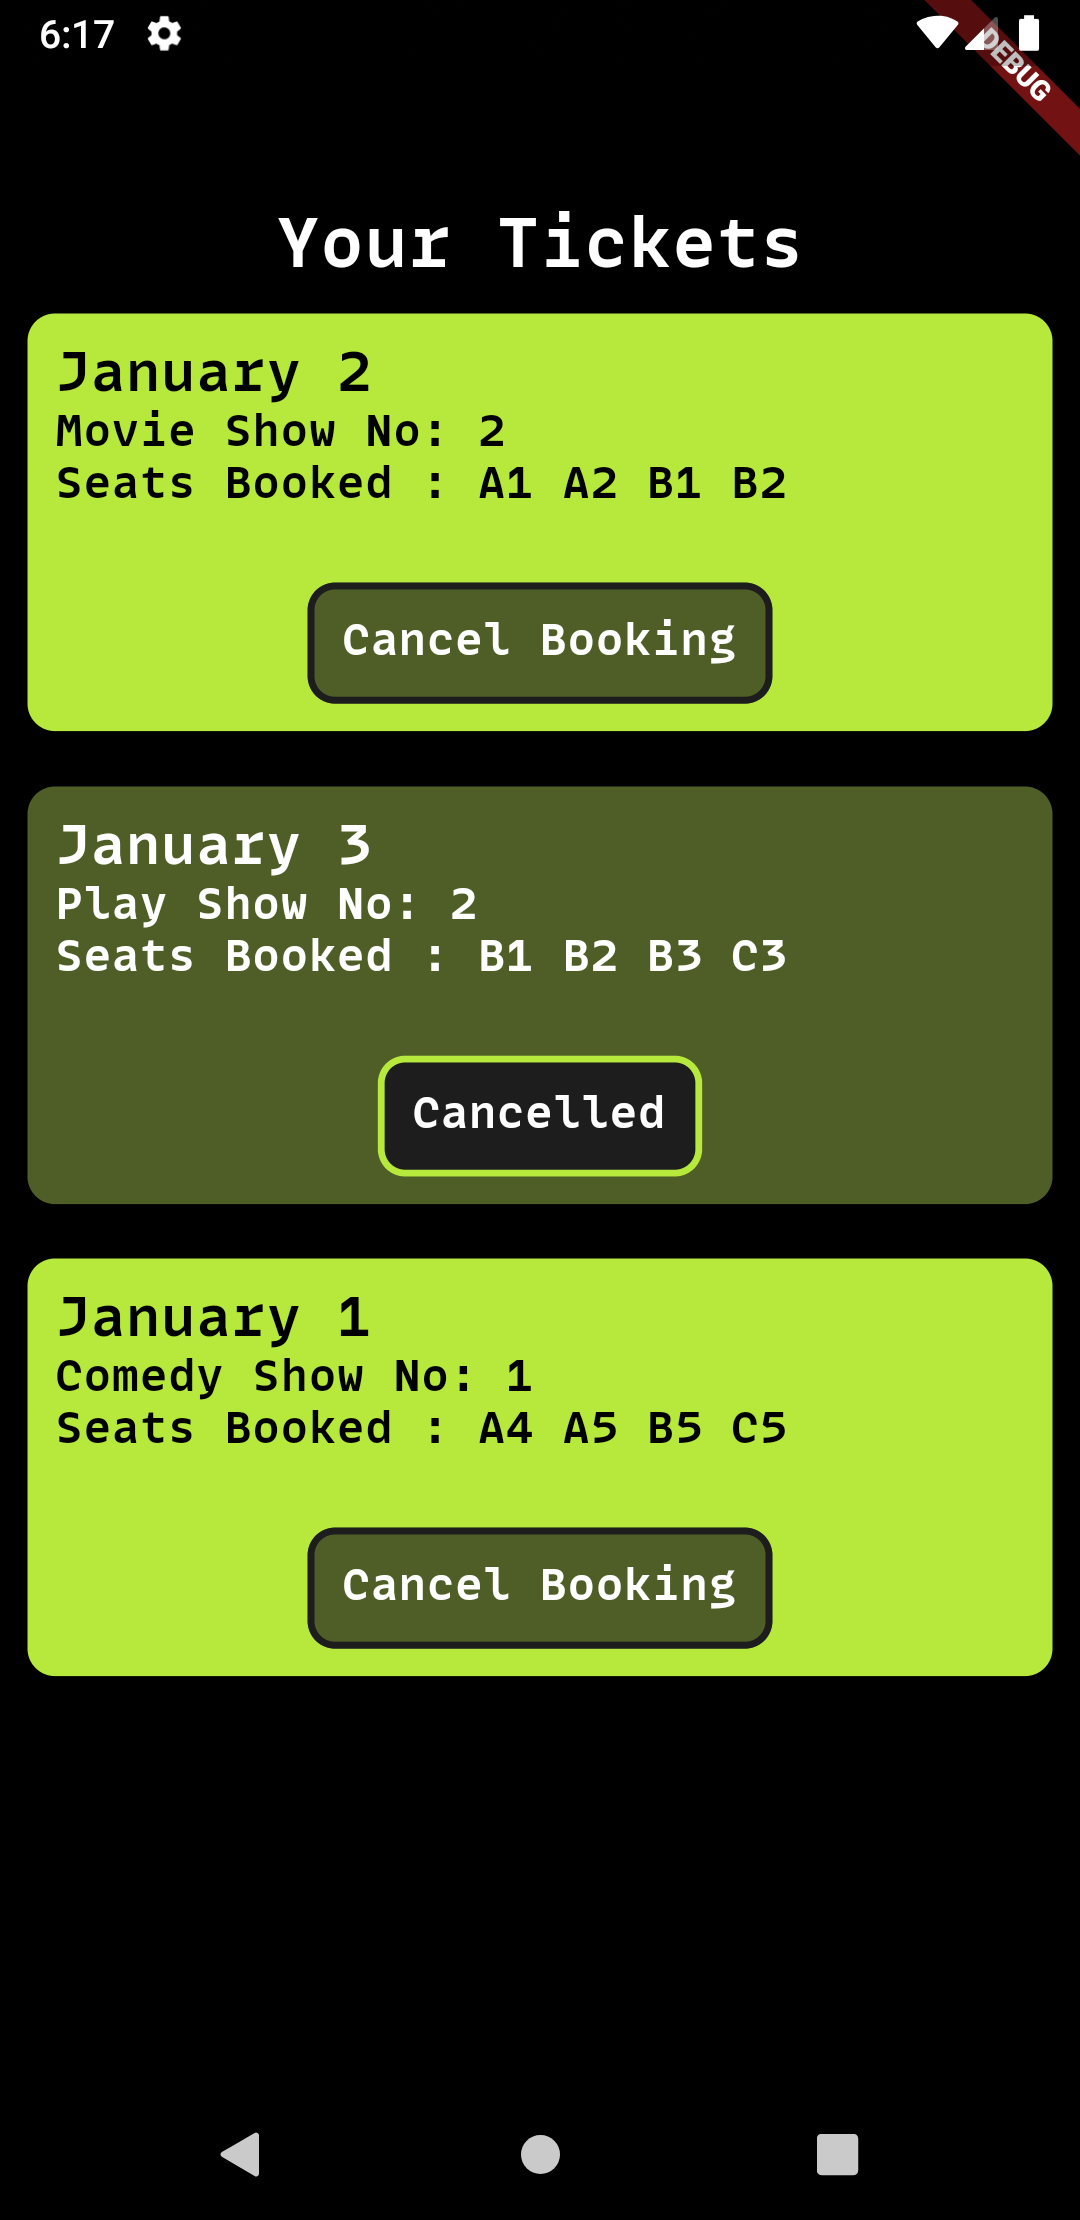 6:17
DEBUG
Your Tickets
January 2
Movie Show No: 2
Seats Booked : A1 A2 B1 B2
Cancel Booking
January 3
Play Show No: 2
Seats Booked : B1 B2 B3 C3
Cancelled
January 1
Comedy Show No: 1
Seats Booked : A4 A5 B5 C5
Cancel Booking